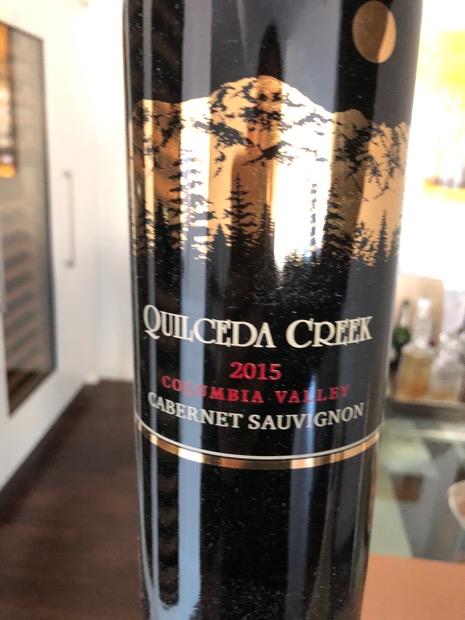 QUILCEDA CREEK
2015
COLUMBIA VALLEY
CABERNET SAUVIGNON